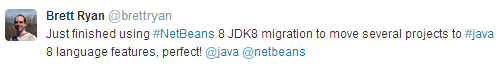 Brett Ryan @brettryan
Just finished using #NetBeans 8 JDK8 migration to move several projects to #java
8 language features, perfect! @java @netbeans